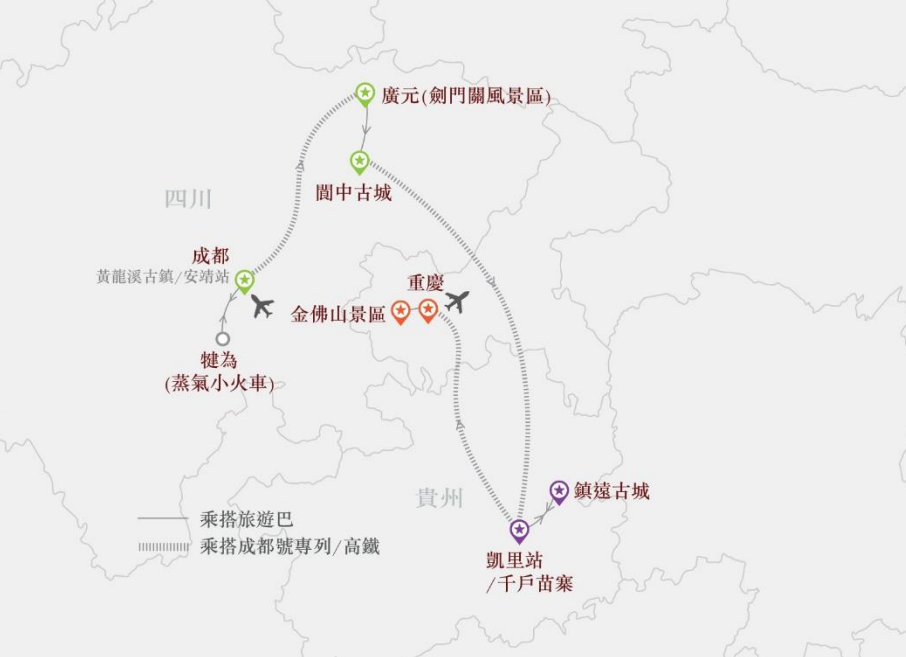 廣元(劍門關風景區)
閬中古城
四川
成都
黃龍溪古鎮/安靖站
重慶
金佛山景區
犍為
(蒸氣小火車)
貴州
鎮遠古城
乘搭旅遊巴
乘搭成都號專列/高鐵
凱里站
/千戶苗寨